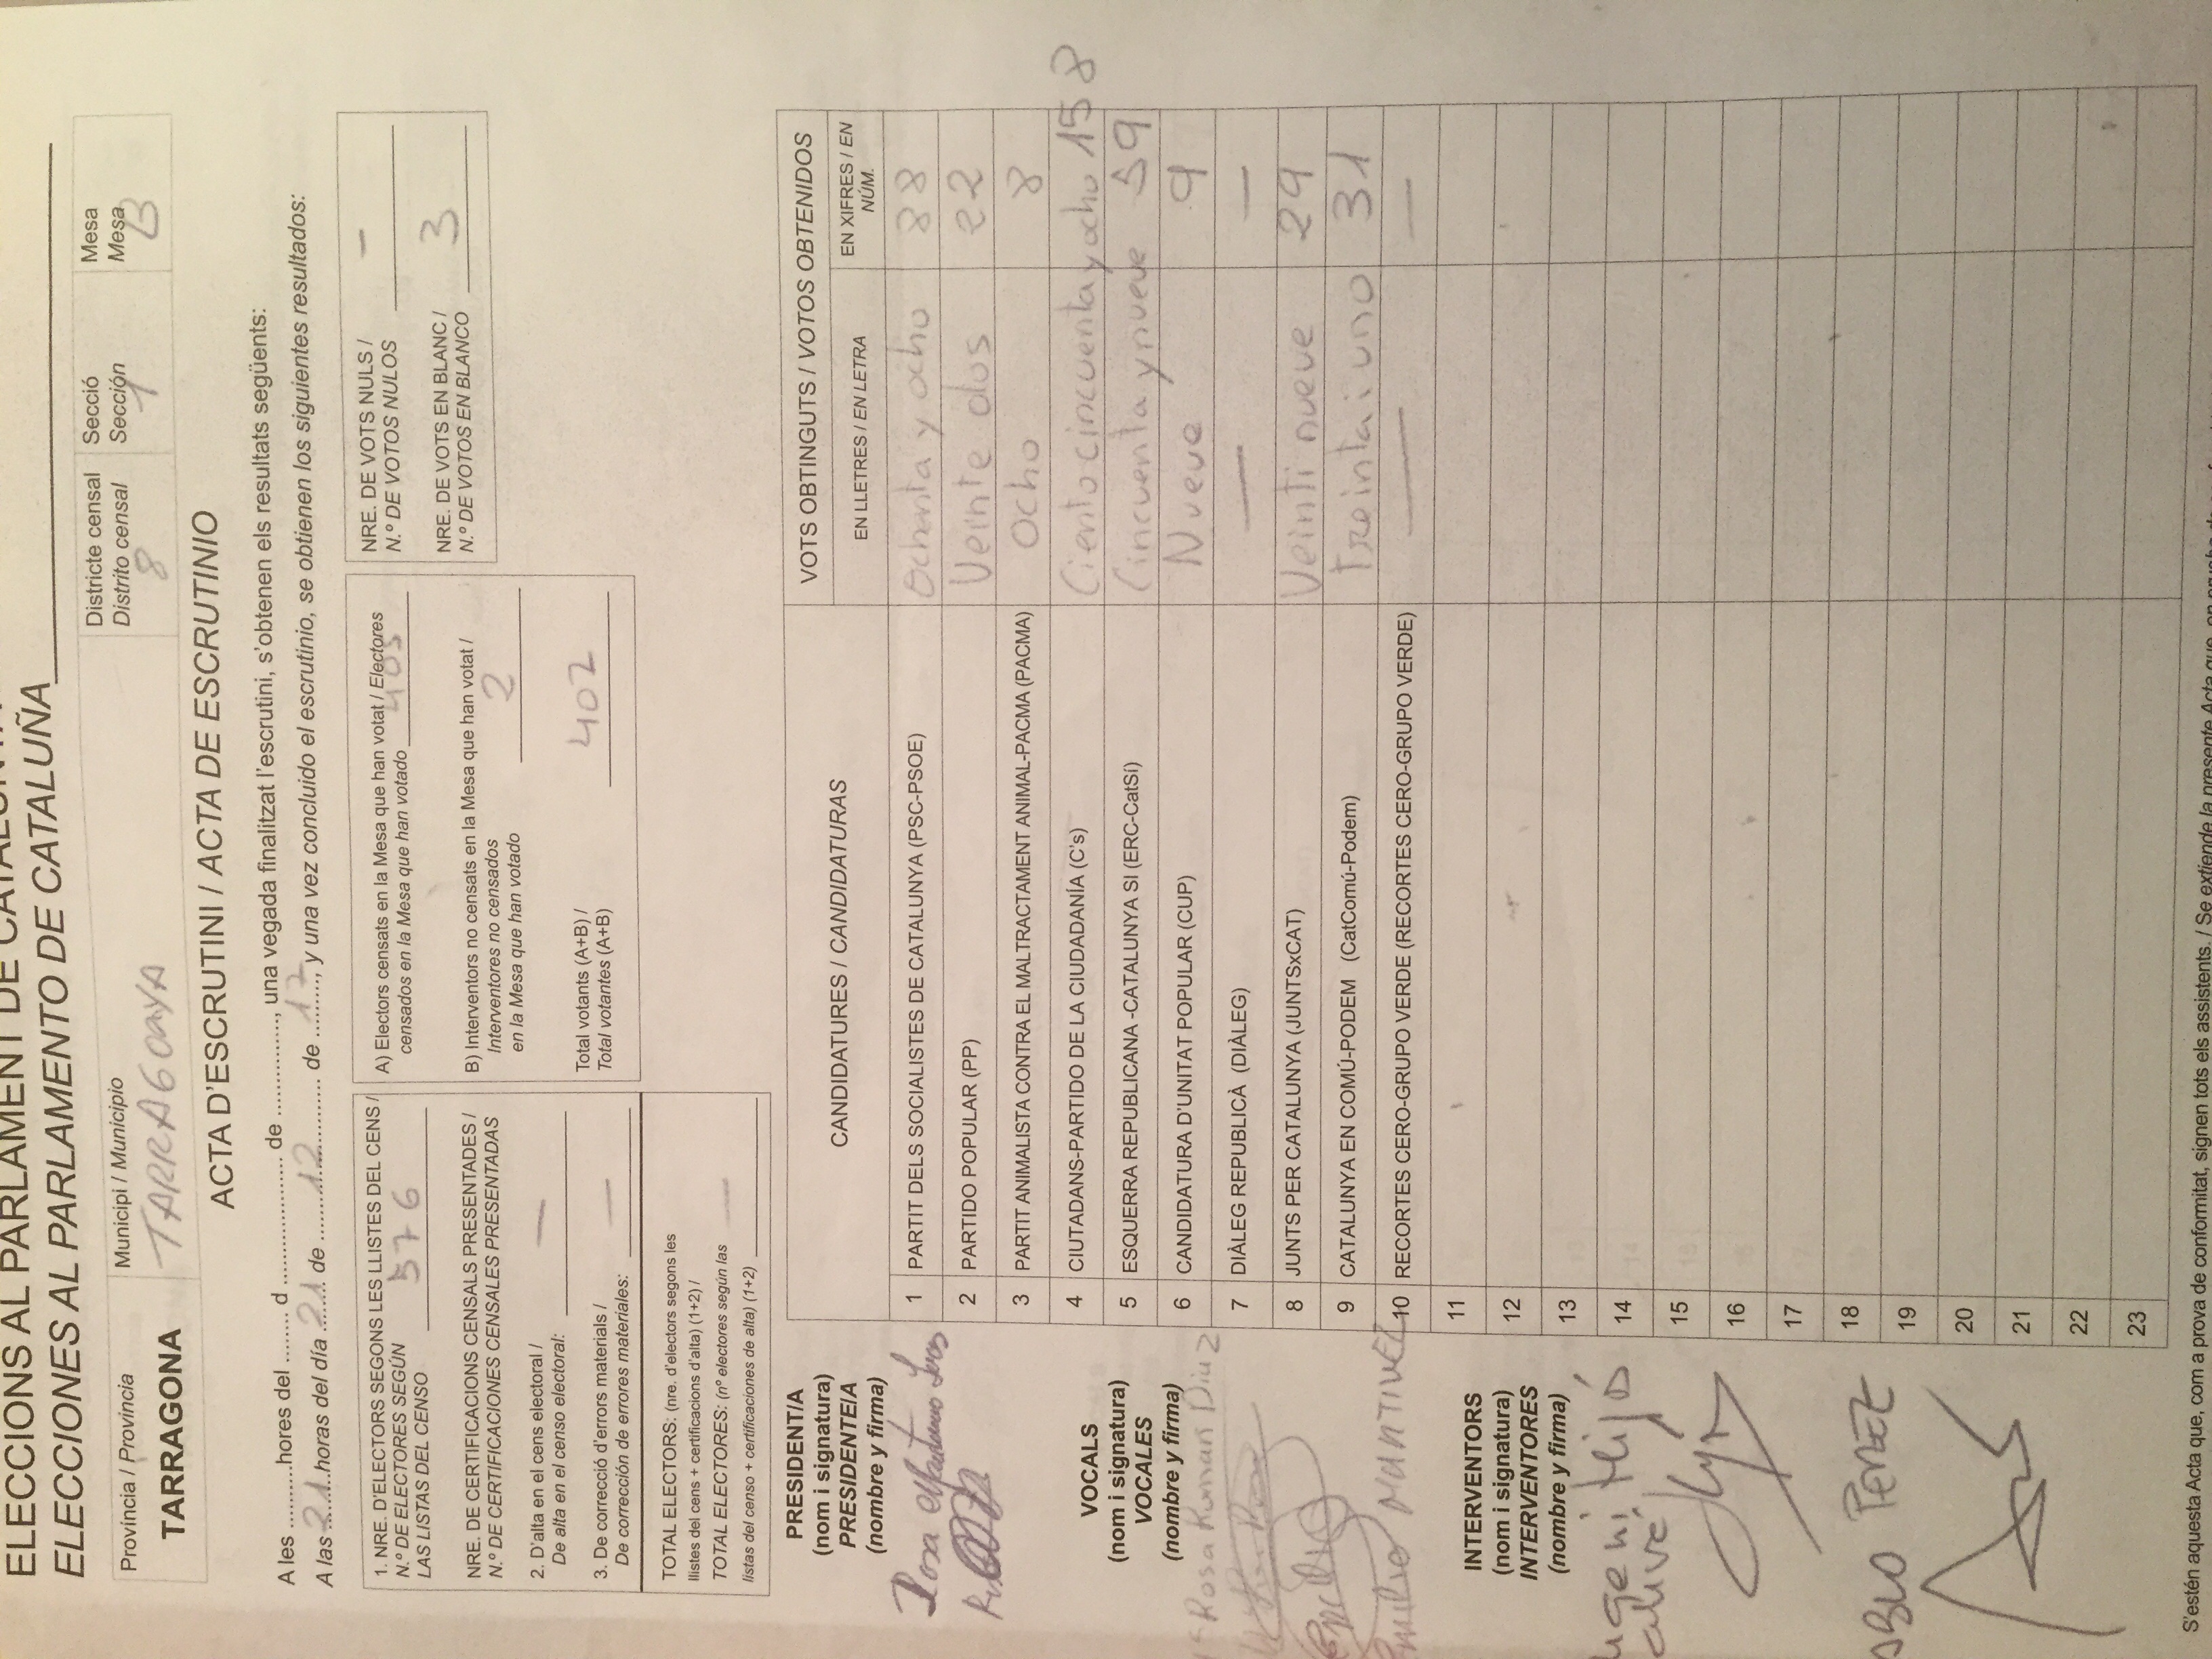 ELECCIONS AL PARLAMENT DE CATALUNYA
ELECCIONES AL PARLAMENTO DE CATALUÑA
Província / Provincia
TARRAGONA
Municipi / Municipio
TARRAGONA
Districte censal
Distrito censal
8
Secció
Sección
1
Mesa
Mesa
B
ACTA D'ESCRUTINI / ACTA DE ESCRUTINIO
A les ..........hores del ........ d .................... de ..............., una vegada finalitzat l'escrutini, s'obtenen els resultats següents:
A las 21 horas del día 21 de 12 de 17, y una vez concluido el escrutinio, se obtienen los siguientes resultados:
1. NRE. D'ELECTORS SEGONS LES LLISTES DEL CENS /
N.º DE ELECTORES SEGÚN
LAS LISTAS DEL CENSO 576
NRE. DE CERTIFICACIONS CENSALS PRESENTADES /
N.º DE CERTIFICACIONES CENSALES PRESENTADAS
2. D'alta en el cens electoral /
De alta en el censo electoral: —
3. De correcció d'errors materials /
De corrección de errores materiales: —
TOTAL ELECTORS: (nre. d'electors segons les
llistes del cens + certificacions d'alta) (1+2) /
TOTAL ELECTORES: (nº electores según las
listas del censo + certificaciones de alta) (1+2) —
A) Electors censats en la Mesa que han votat / Electores
censados en la Mesa que han votado
B) Interventors no censats en la Mesa que han votat /
Interventores no censados
en la Mesa que han votado 2
Total votants (A+B) /
Total votantes (A+B) 402
NRE. DE VOTS NULS /
N.º DE VOTOS NULOS —
NRE. DE VOTS EN BLANC /
N.º DE VOTOS EN BLANCO 3
PRESIDENT/A
(nom i signatura)
PRESIDENTE/A
(nombre y firma)
Rosa
VOCALS
(nom i signatura)
VOCALES
(nombre y firma)
Rosa Roman Diaz
Emilio MARTINEZ
INTERVENTORS
(nom i signatura)
INTERVENTORES
(nombre y firma)
Hijós
PEREZ
CANDIDATURES / CANDIDATURAS
VOTS OBTINGUTS / VOTOS OBTENIDOS
EN LLETRES / EN LETRA
EN XIFRES / EN
NÚM.
1 PARTIT DELS SOCIALISTES DE CATALUNYA (PSC-PSOE) Ochenta y ocho 88
2 PARTIDO POPULAR (PP) Veinte dos 22
3 PARTIT ANIMALISTA CONTRA EL MALTRACTAMENT ANIMAL-PACMA (PACMA) Ocho 8
4 CIUTADANS-PARTIDO DE LA CIUDADANÍA (C's) Ciento cincuenta y ocho 158
5 ESQUERRA REPUBLICANA -CATALUNYA SI (ERC-CatSí) Cincuenta y nueve 59
6 CANDIDATURA D'UNITAT POPULAR (CUP) Nueve 9
7 DIÀLEG REPUBLICÀ (DIÀLEG) — —
8 JUNTS PER CATALUNYA (JUNTSxCAT) Veinti nueve 29
9 CATALUNYA EN COMÚ-PODEM (CatComú-Podem) treinta i uno 31
10 RECORTES CERO-GRUPO VERDE (RECORTES CERO-GRUPO VERDE) — —
11
12
13
14
15
16
17
18
19
20
21
22
23
S'estén aquesta Acta que, com a prova de conformitat, signen tots els assistents. / Se extiende la presente Acta que, en